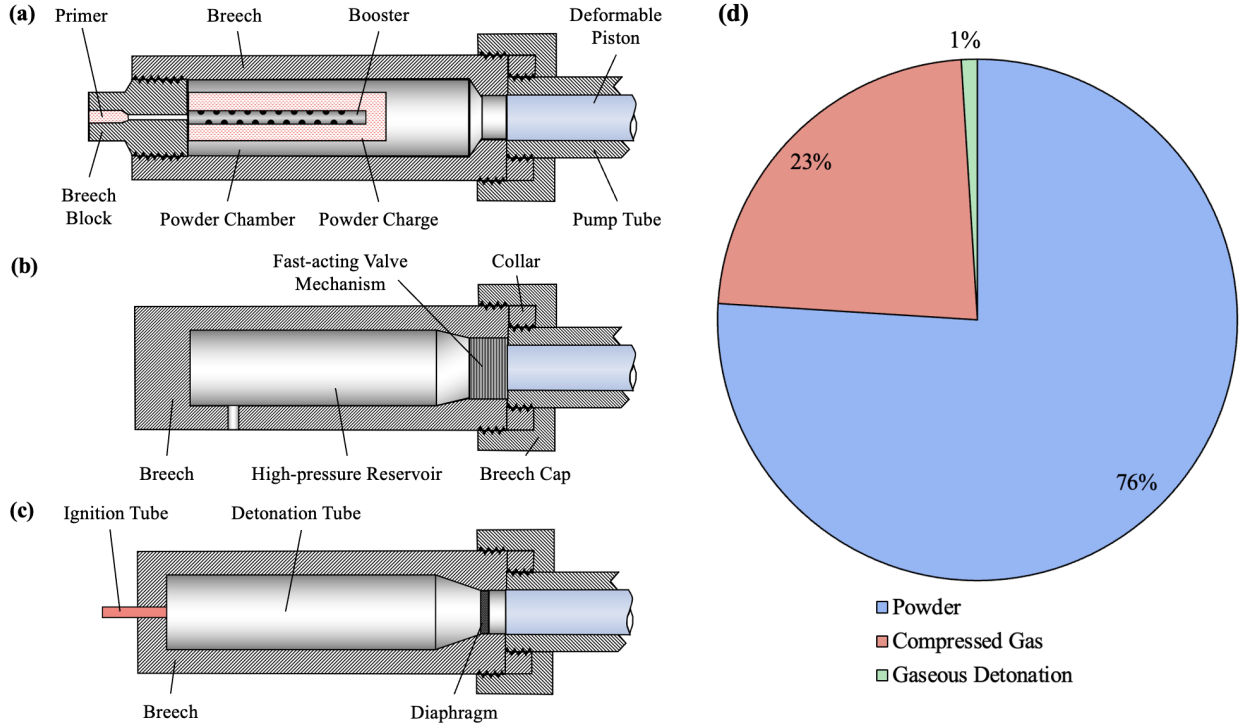 (a)
Primer
Breech
Booster
Deformable
Piston
Breech
Block
Powder Chamber
Powder Charge
Pump Tube
(b)
Fast-acting Valve
Mechanism
Collar
Breech
High-pressure Reservoir
Breech Cap
(c)
Ignition Tube
Detonation Tube
Breech
Diaphragm
(d)
1%
23%
76%
Powder
Compressed Gas
Gaseous Detonation